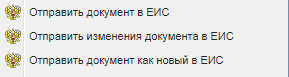 Отправить документ в ЕИС
Отправить изменения документа в ЕИС
Отправить документ как новый в ЕИС